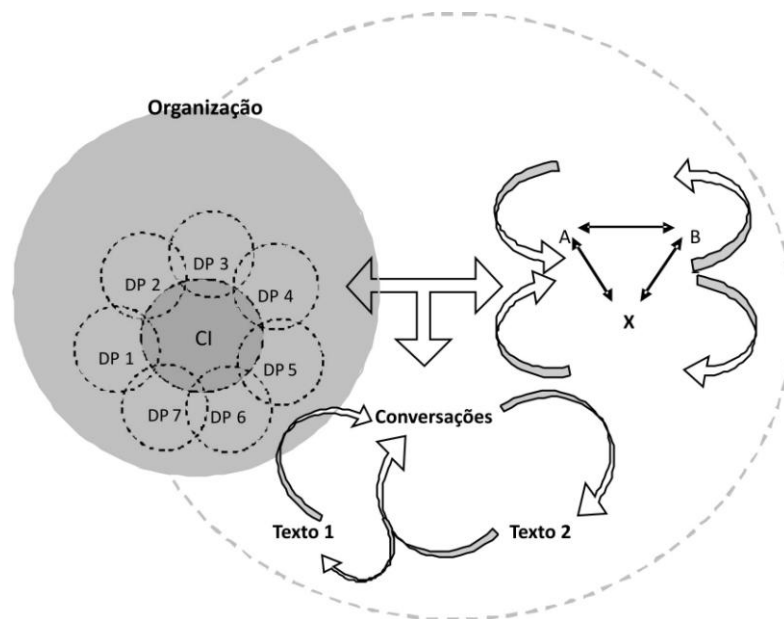 Organização
DP 3
DP 2
DP 4
CI
DP 1
DP 5
DP 7
DP 6
A
B
X
Conversações
Texto 1
Texto 2